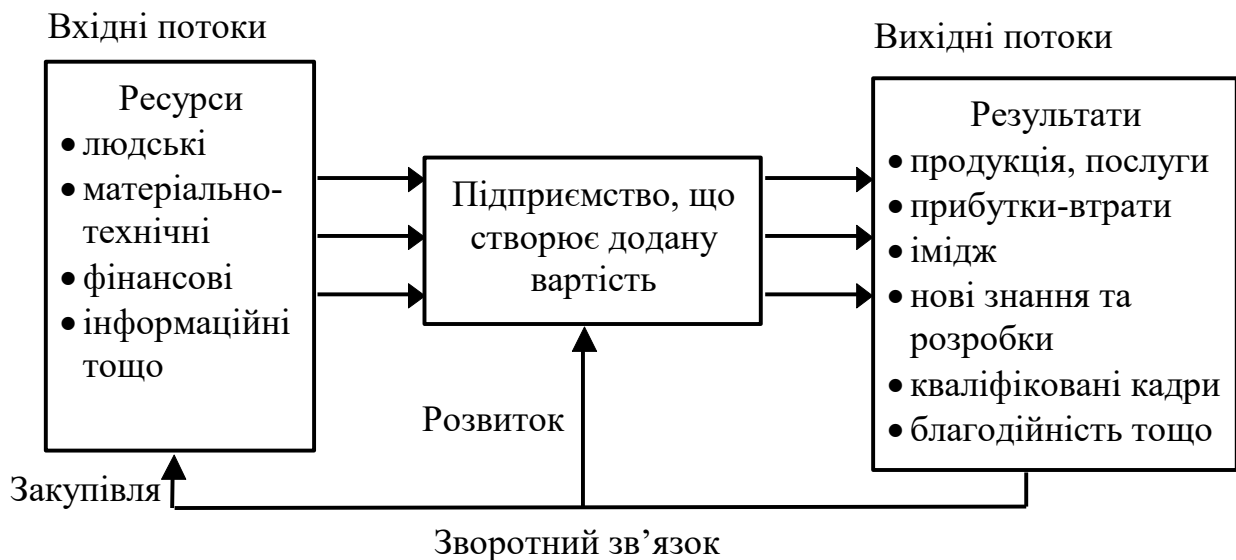 Вхідні потоки
Ресурси
• людські
• матеріально-
технічні
• фінансові
• інформаційні
тощо
Підприємство, що
створює додану
вартість
Вихідні потоки
Результати
• продукція, послуги
• прибутки-втрати
• імідж
• нові знання та
розробки
• кваліфіковані кадри
• благодійність тощо
Розвиток
Закупівля
Зворотний зв’язок